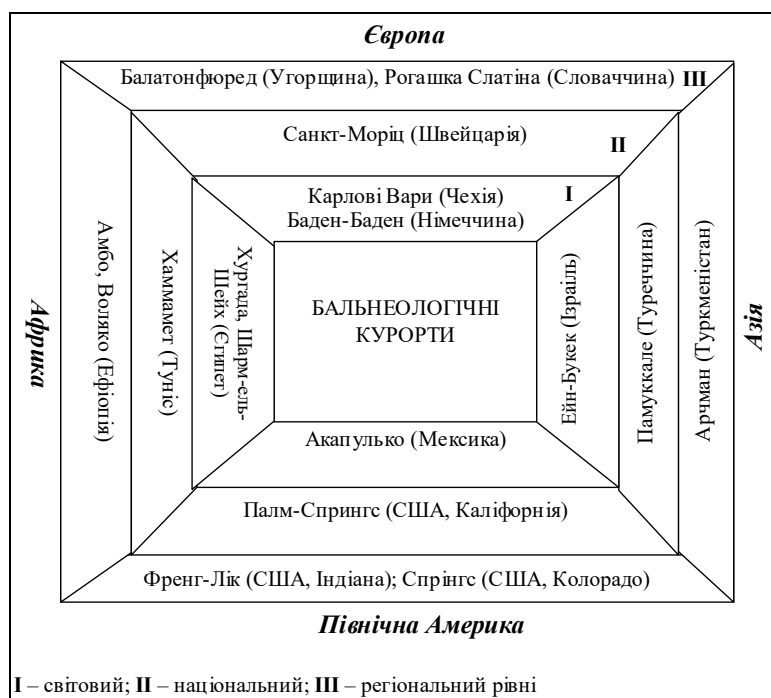 Європа
Балатонфюред (Угорщина), Рогашка Слатіна (Словаччина) III
Санкт-Моріц (Швейцарія) II
Карлові Вари (Чехія) I
Баден-Баден (Німеччина)
Африка
Амбо, Воляко (Ефіопія)
Хаммамет (Туніс)
Хургада, Шарм-ель-
Шейх (Єгипет)
БАЛЬНЕОЛОГІЧНІ
КУРОРТИ
Ейн-Букек (Ізраїль)
Памуккале (Туреччина)
Арчман (Туркменістан)
Азія
Акапулько (Мексика)
Палм-Спрингс (США, Каліфорнія)
Френг-Лік (США, Індіана); Спрінгс (США, Колорадо)
Північна Америка
I – світовий; II – національний; III – регіональний рівні